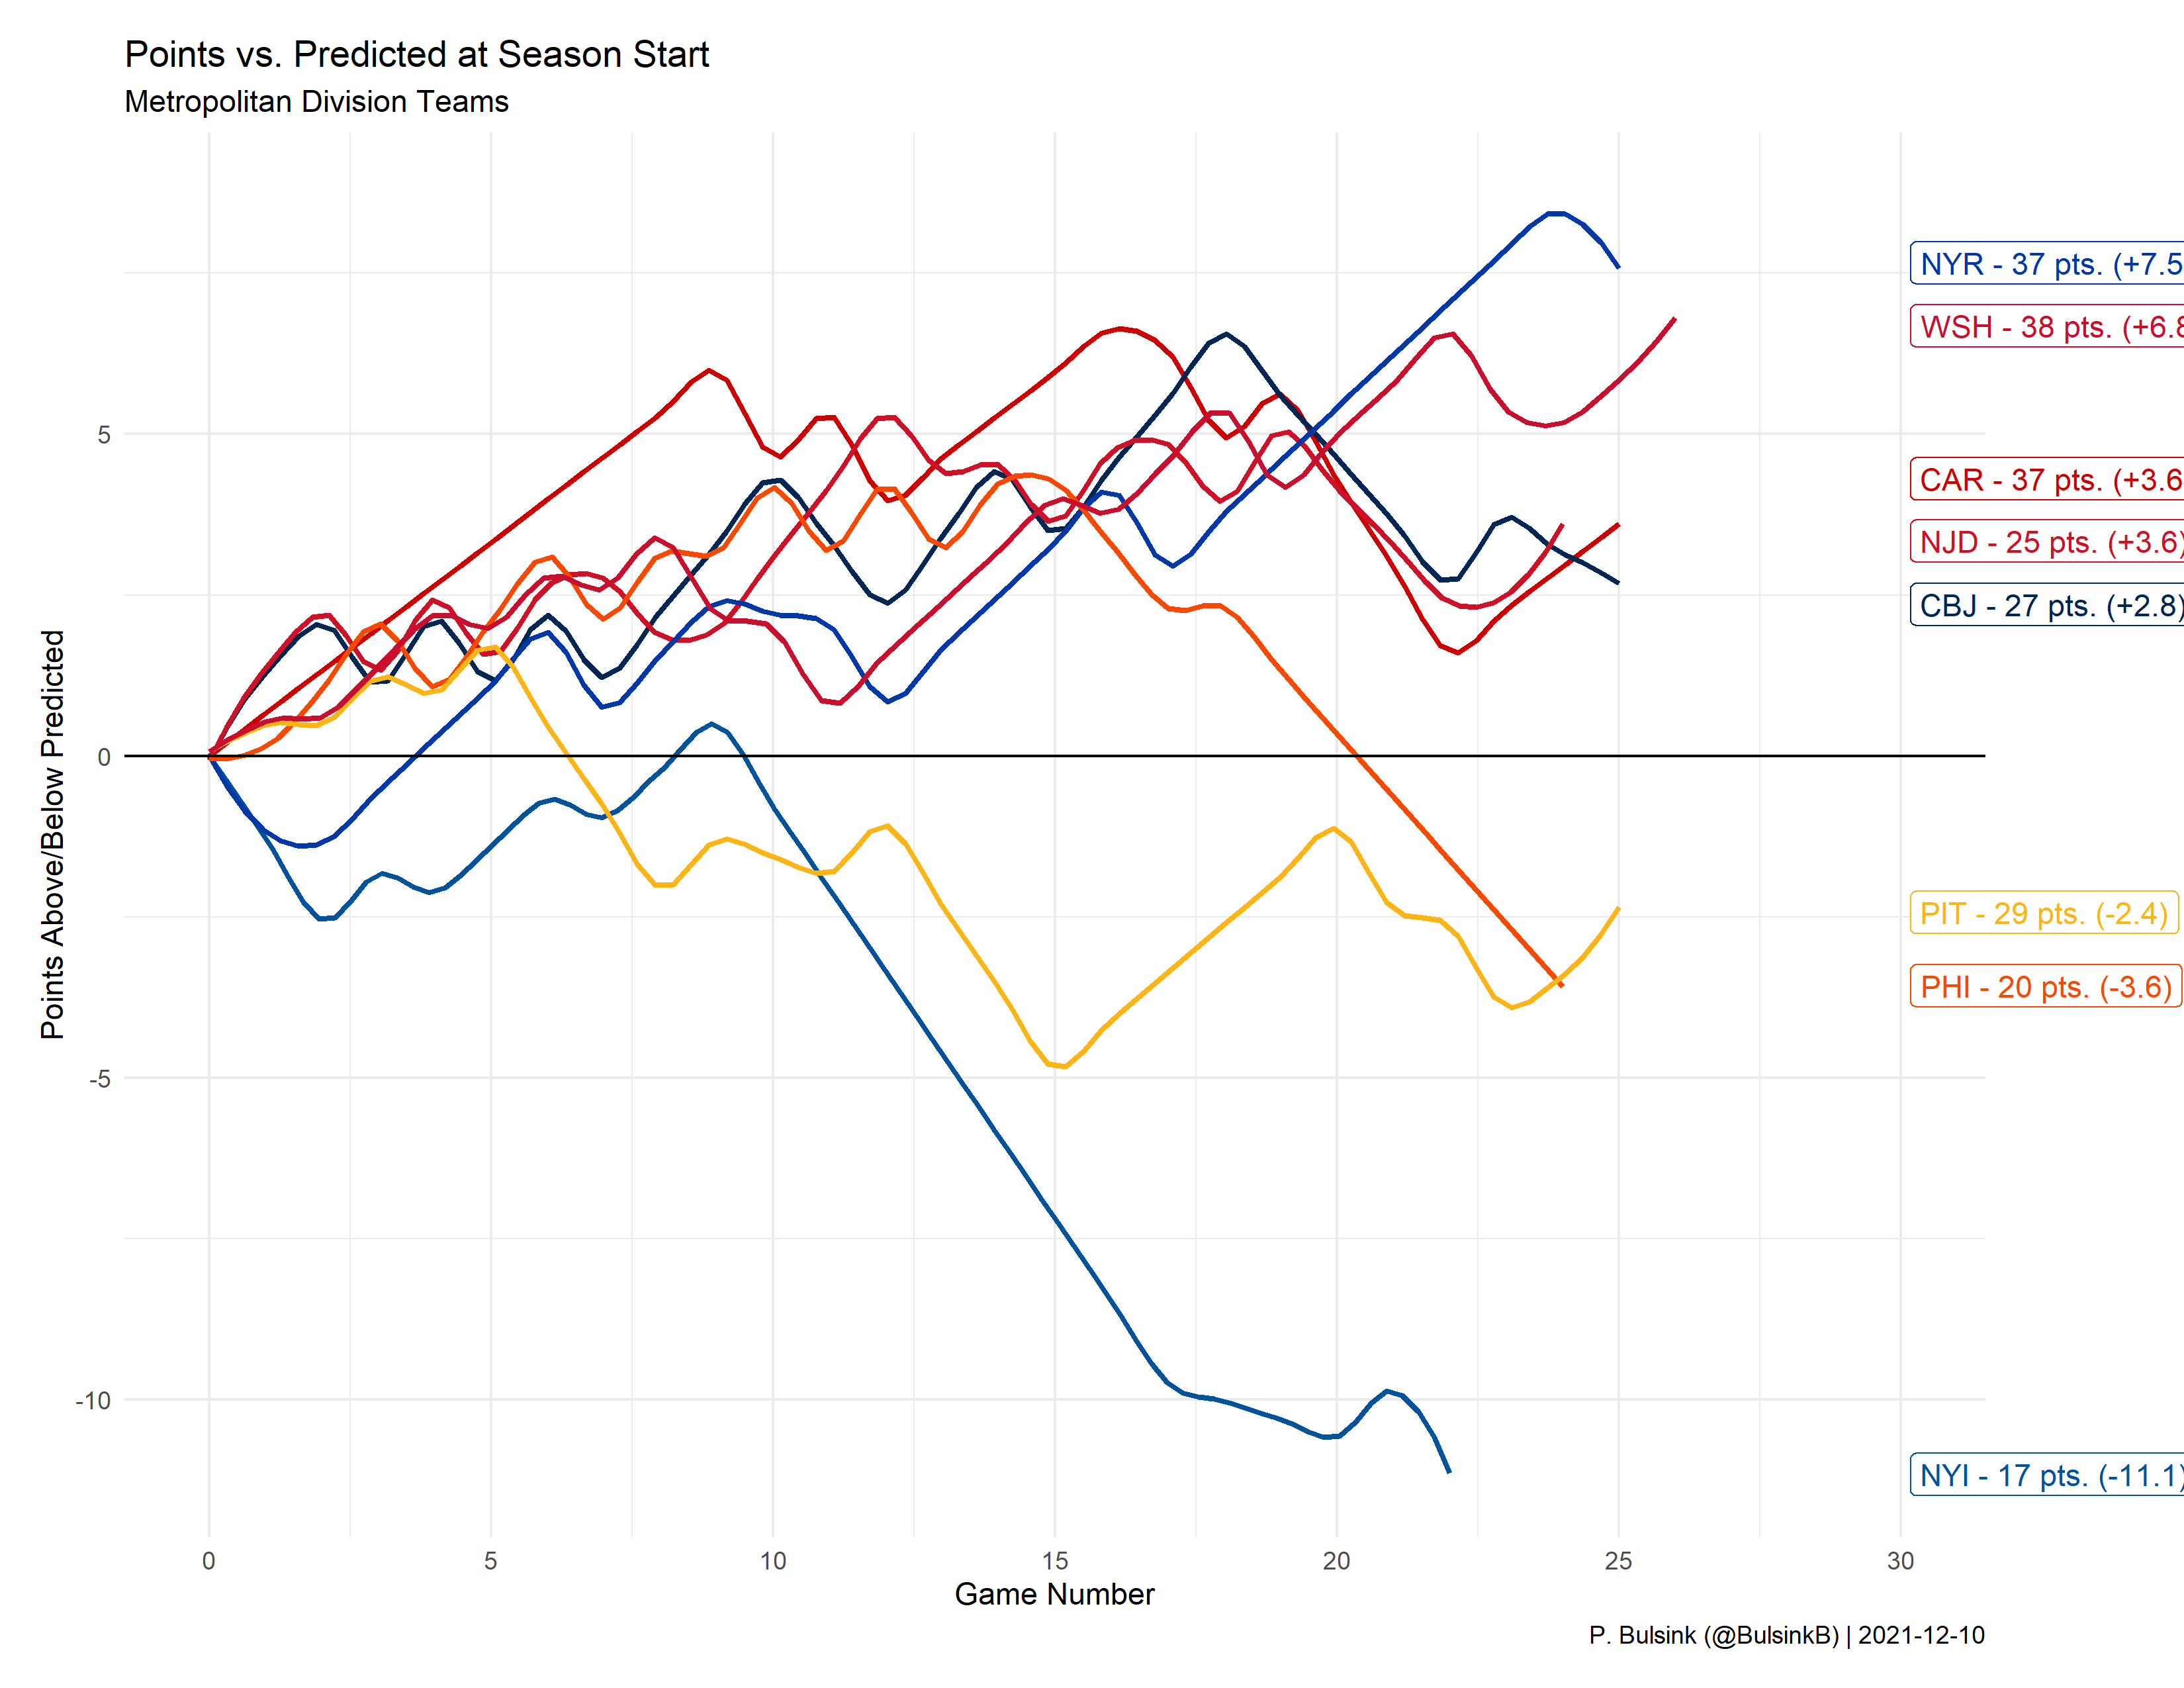 Points vs. Predicted at Season Start
Metropolitan Division Teams
Points Above/Below Predicted
5
0
-5
-10
NYR - 37 pts. (+7.5
WSH - 38 pts. (+6.8
CAR - 37 pts. (+3.6
NJD - 25 pts. (+3.6)
CBJ - 27 pts. (+2.8)
PIT - 29 pts. (-2.4)
PHI - 20 pts. (-3.6)
NYI - 17 pts. (-11.1)
0 5 10 15 20 25 30
Game Number
P. Bulsink (@BulsinkB) | 2021-12-10